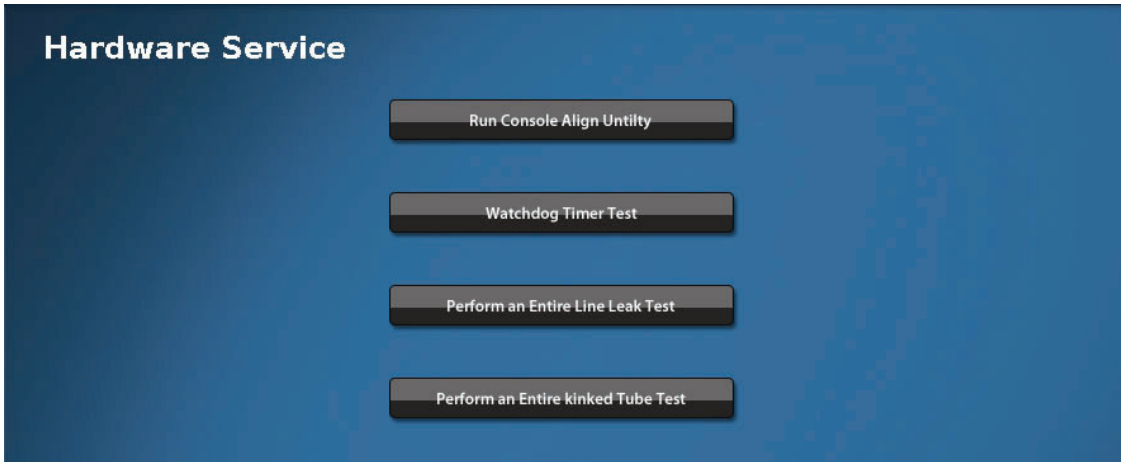 Hardware Service
Run Console Align Untilty
Watchdog Timer Test
Perform an Entire Line Leak Test
Perform an Entire kinked Tube Test